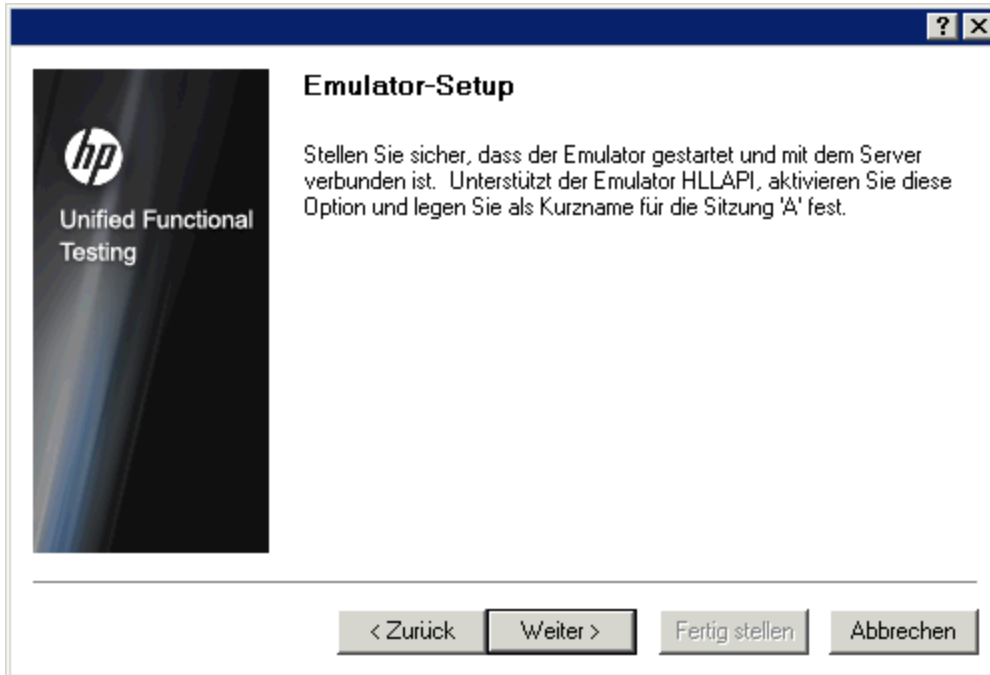 ?
Emulator-Setup
hp
Unified Functional
Testing
Stellen Sie sicher, dass der Emulator gestartet und mit dem Server
verbunden ist.  Unterstützt der Emulator HLLAPI, aktivieren Sie diese
Option und legen Sie als Kurzname für die Sitzung 'A' fest.
< Zurück
Weiter >
Fertig stellen
Abbrechen